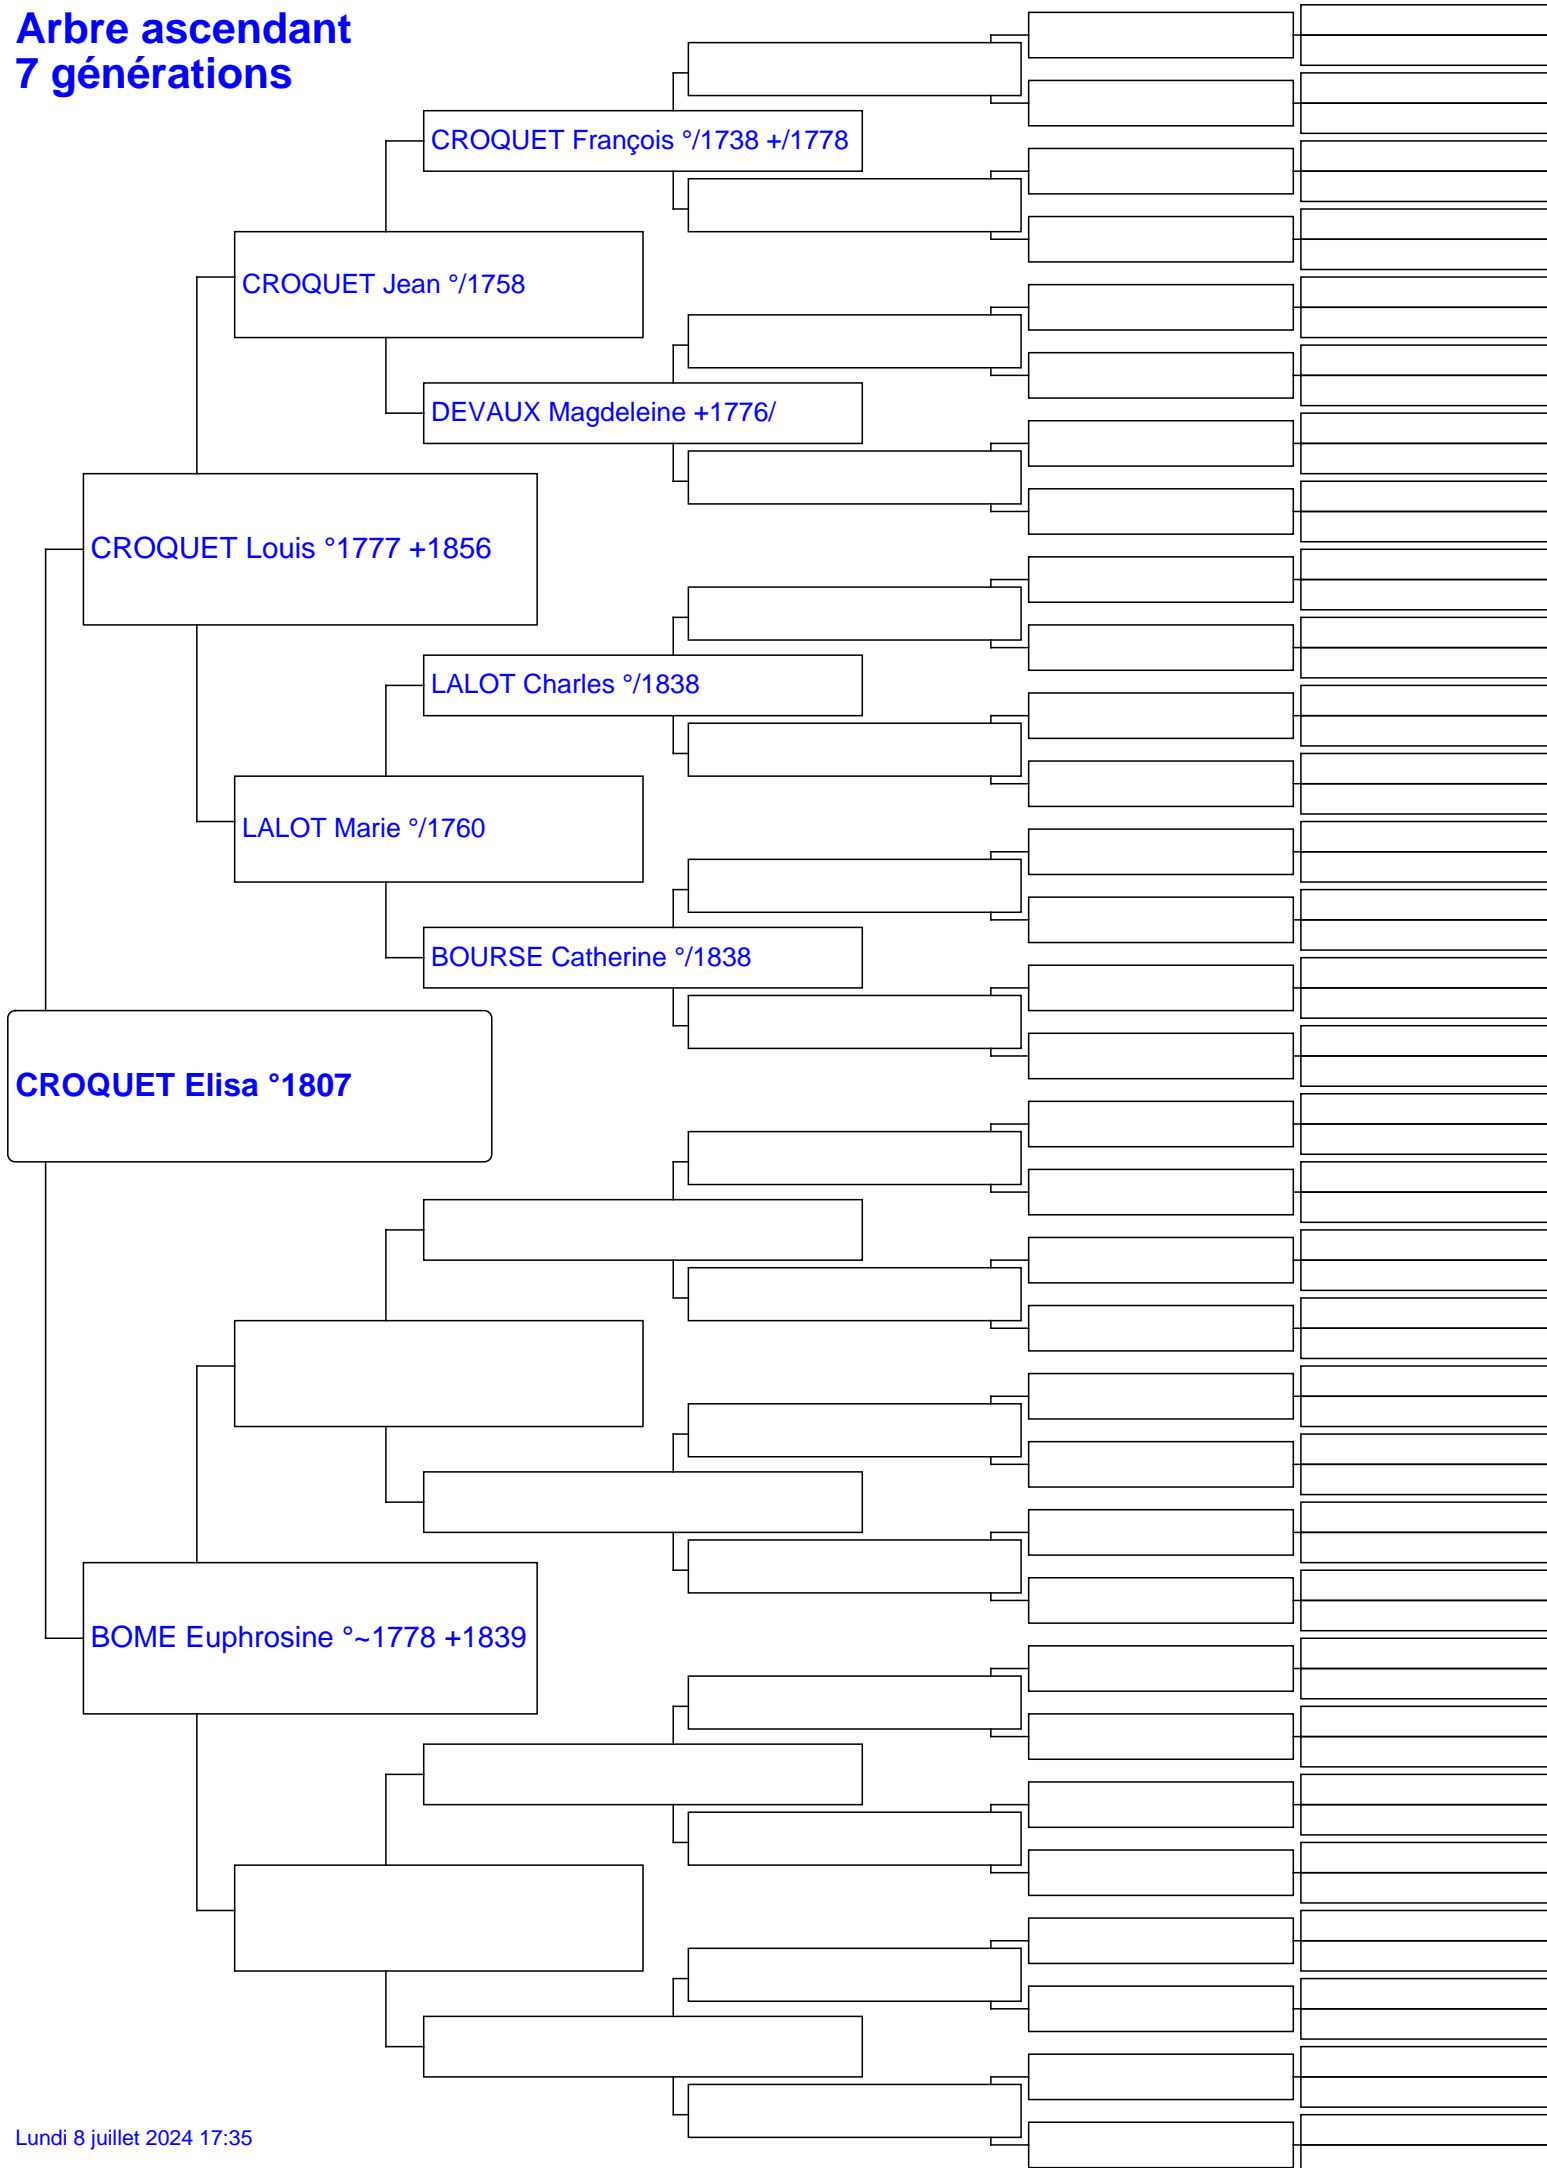 Arbre ascendant
7 générations
CROQUET François °/1738 +/1778
CROQUET Jean °/1758
DEVAUX Magdeleine +1776/
CROQUET Louis °1777 +1856
LALOT Charles °/1838
LALOT Marie °/1760
BOURSE Catherine °/1838
CROQUET Elisa °1807
BOME Euphrosine °~1778 +1839
Lundi 8 juillet 2024 17:35